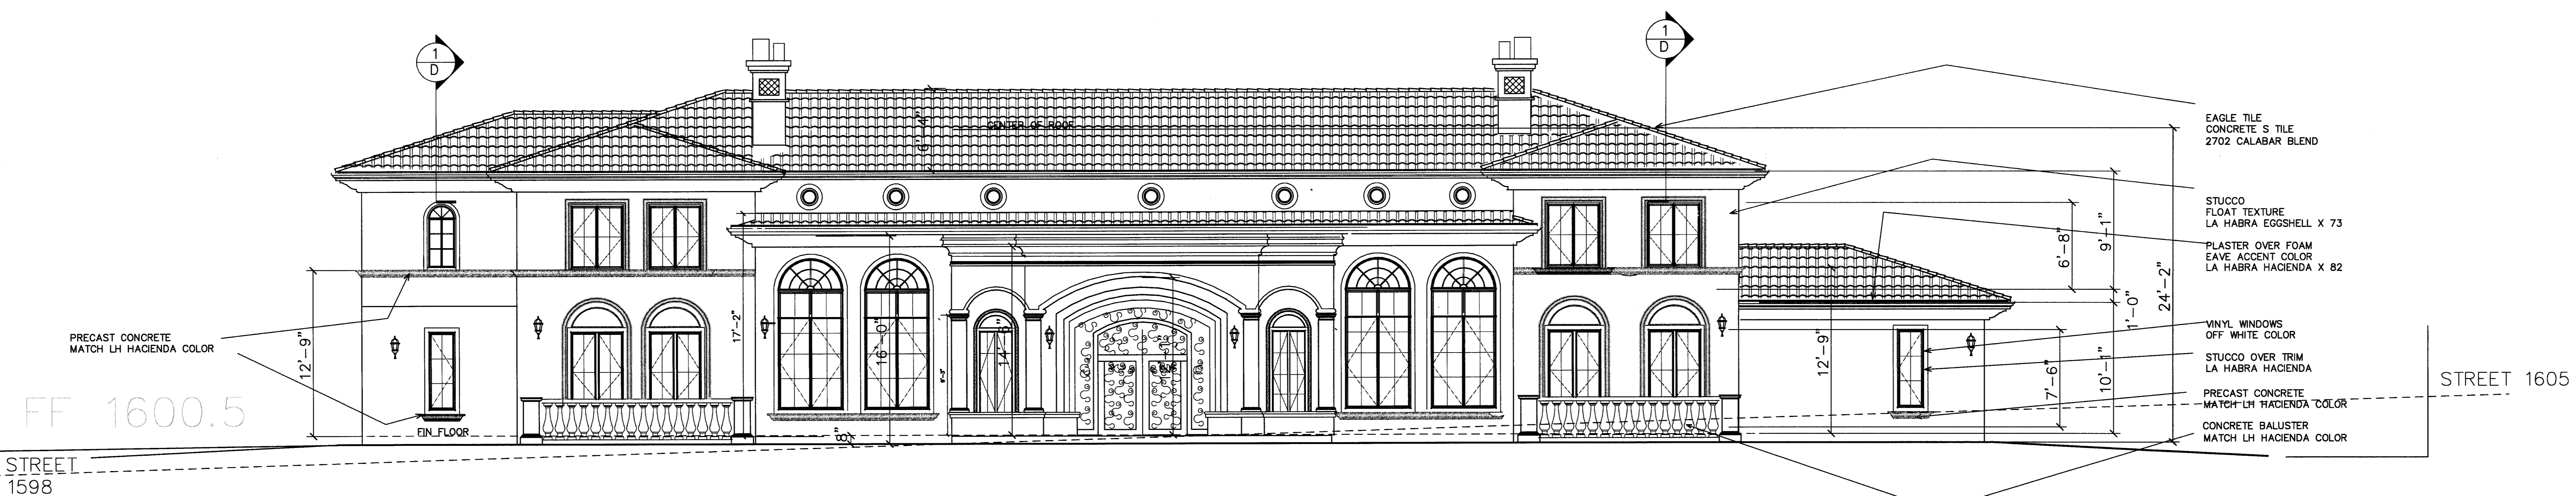 1
D
1
D
CENTER OF ROOF
6'-4"
EAGLE TILE
CONCRETE S TILE
2702 CALABAR BLEND
STUCCO
FLOAT TEXTURE
LA HABRA EGGSHELL X 73
PLASTER OVER FOAM
EAVE ACCENT COLOR
LA HABRA HACIENDA X 82
6'-8"
9'-1"
24'-2"
1'-0"
PRECAST CONCRETE
MATCH LH HACIENDA COLOR
12'-9"
17'-2"
16'-0"
12'-9"
7'-6"
10'-1"
VINYL WINDOWS
OFF WHITE COLOR
STUCCO OVER TRIM
LA HABRA HACIENDA
PRECAST CONCRETE
MATCH LH HACIENDA COLOR
CONCRETE BALUSTER
MATCH LH HACIENDA COLOR
STREET 1605
FF 1600.5
FIN FLOOR
8"
STREET
1598